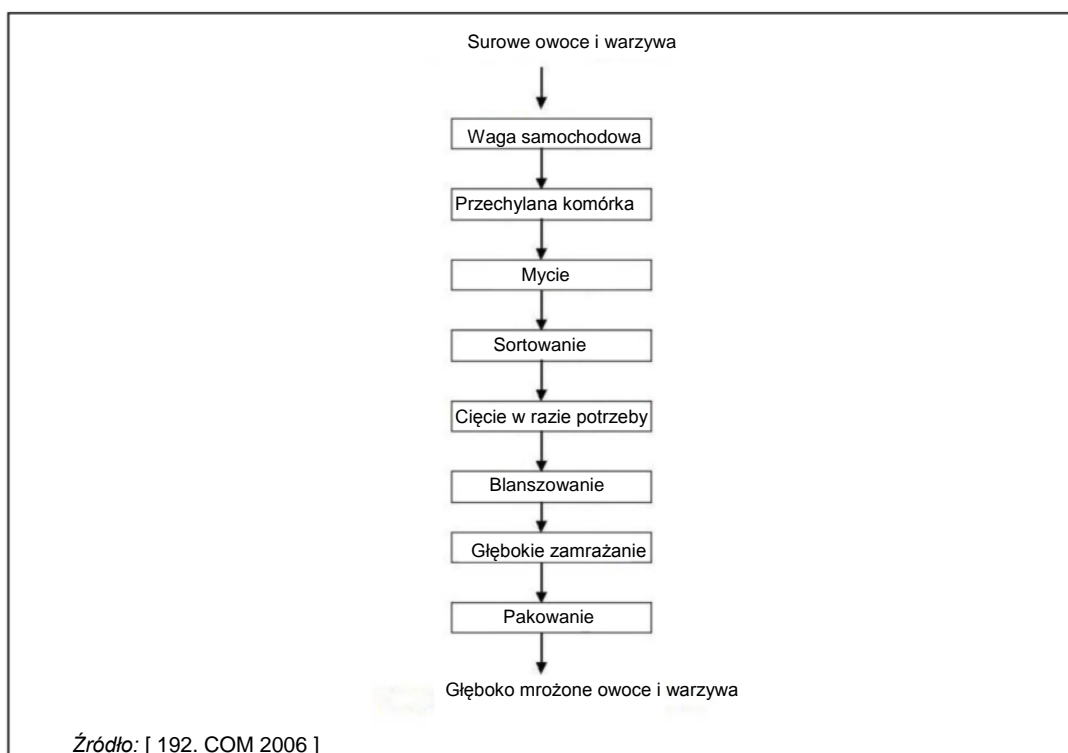 Surowe owoce i warzywa
Waga samochodowa
Przechylana komórka
Mycie
Sortowanie
Cięcie w razie potrzeby
Blanszowanie
Głębokie zamrażanie
Pakowanie
Głęboko mrożone owoce i warzywa
Źródło: [ 192, COM 2006 ]